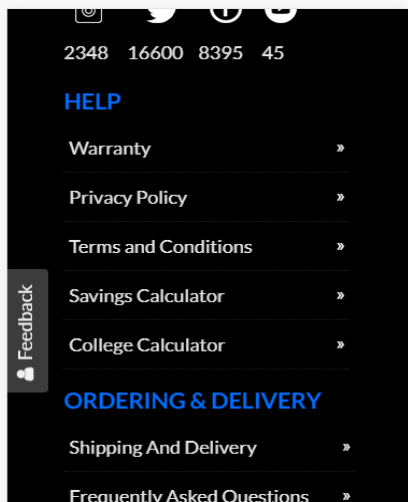 2348 16600 8395 45
HELP
Warranty »
Privacy Policy »
Terms and Conditions »
Savings Calculator »
College Calculator »
Feedback
ORDERING & DELIVERY
Shipping And Delivery »
Frequently Asked Questions »